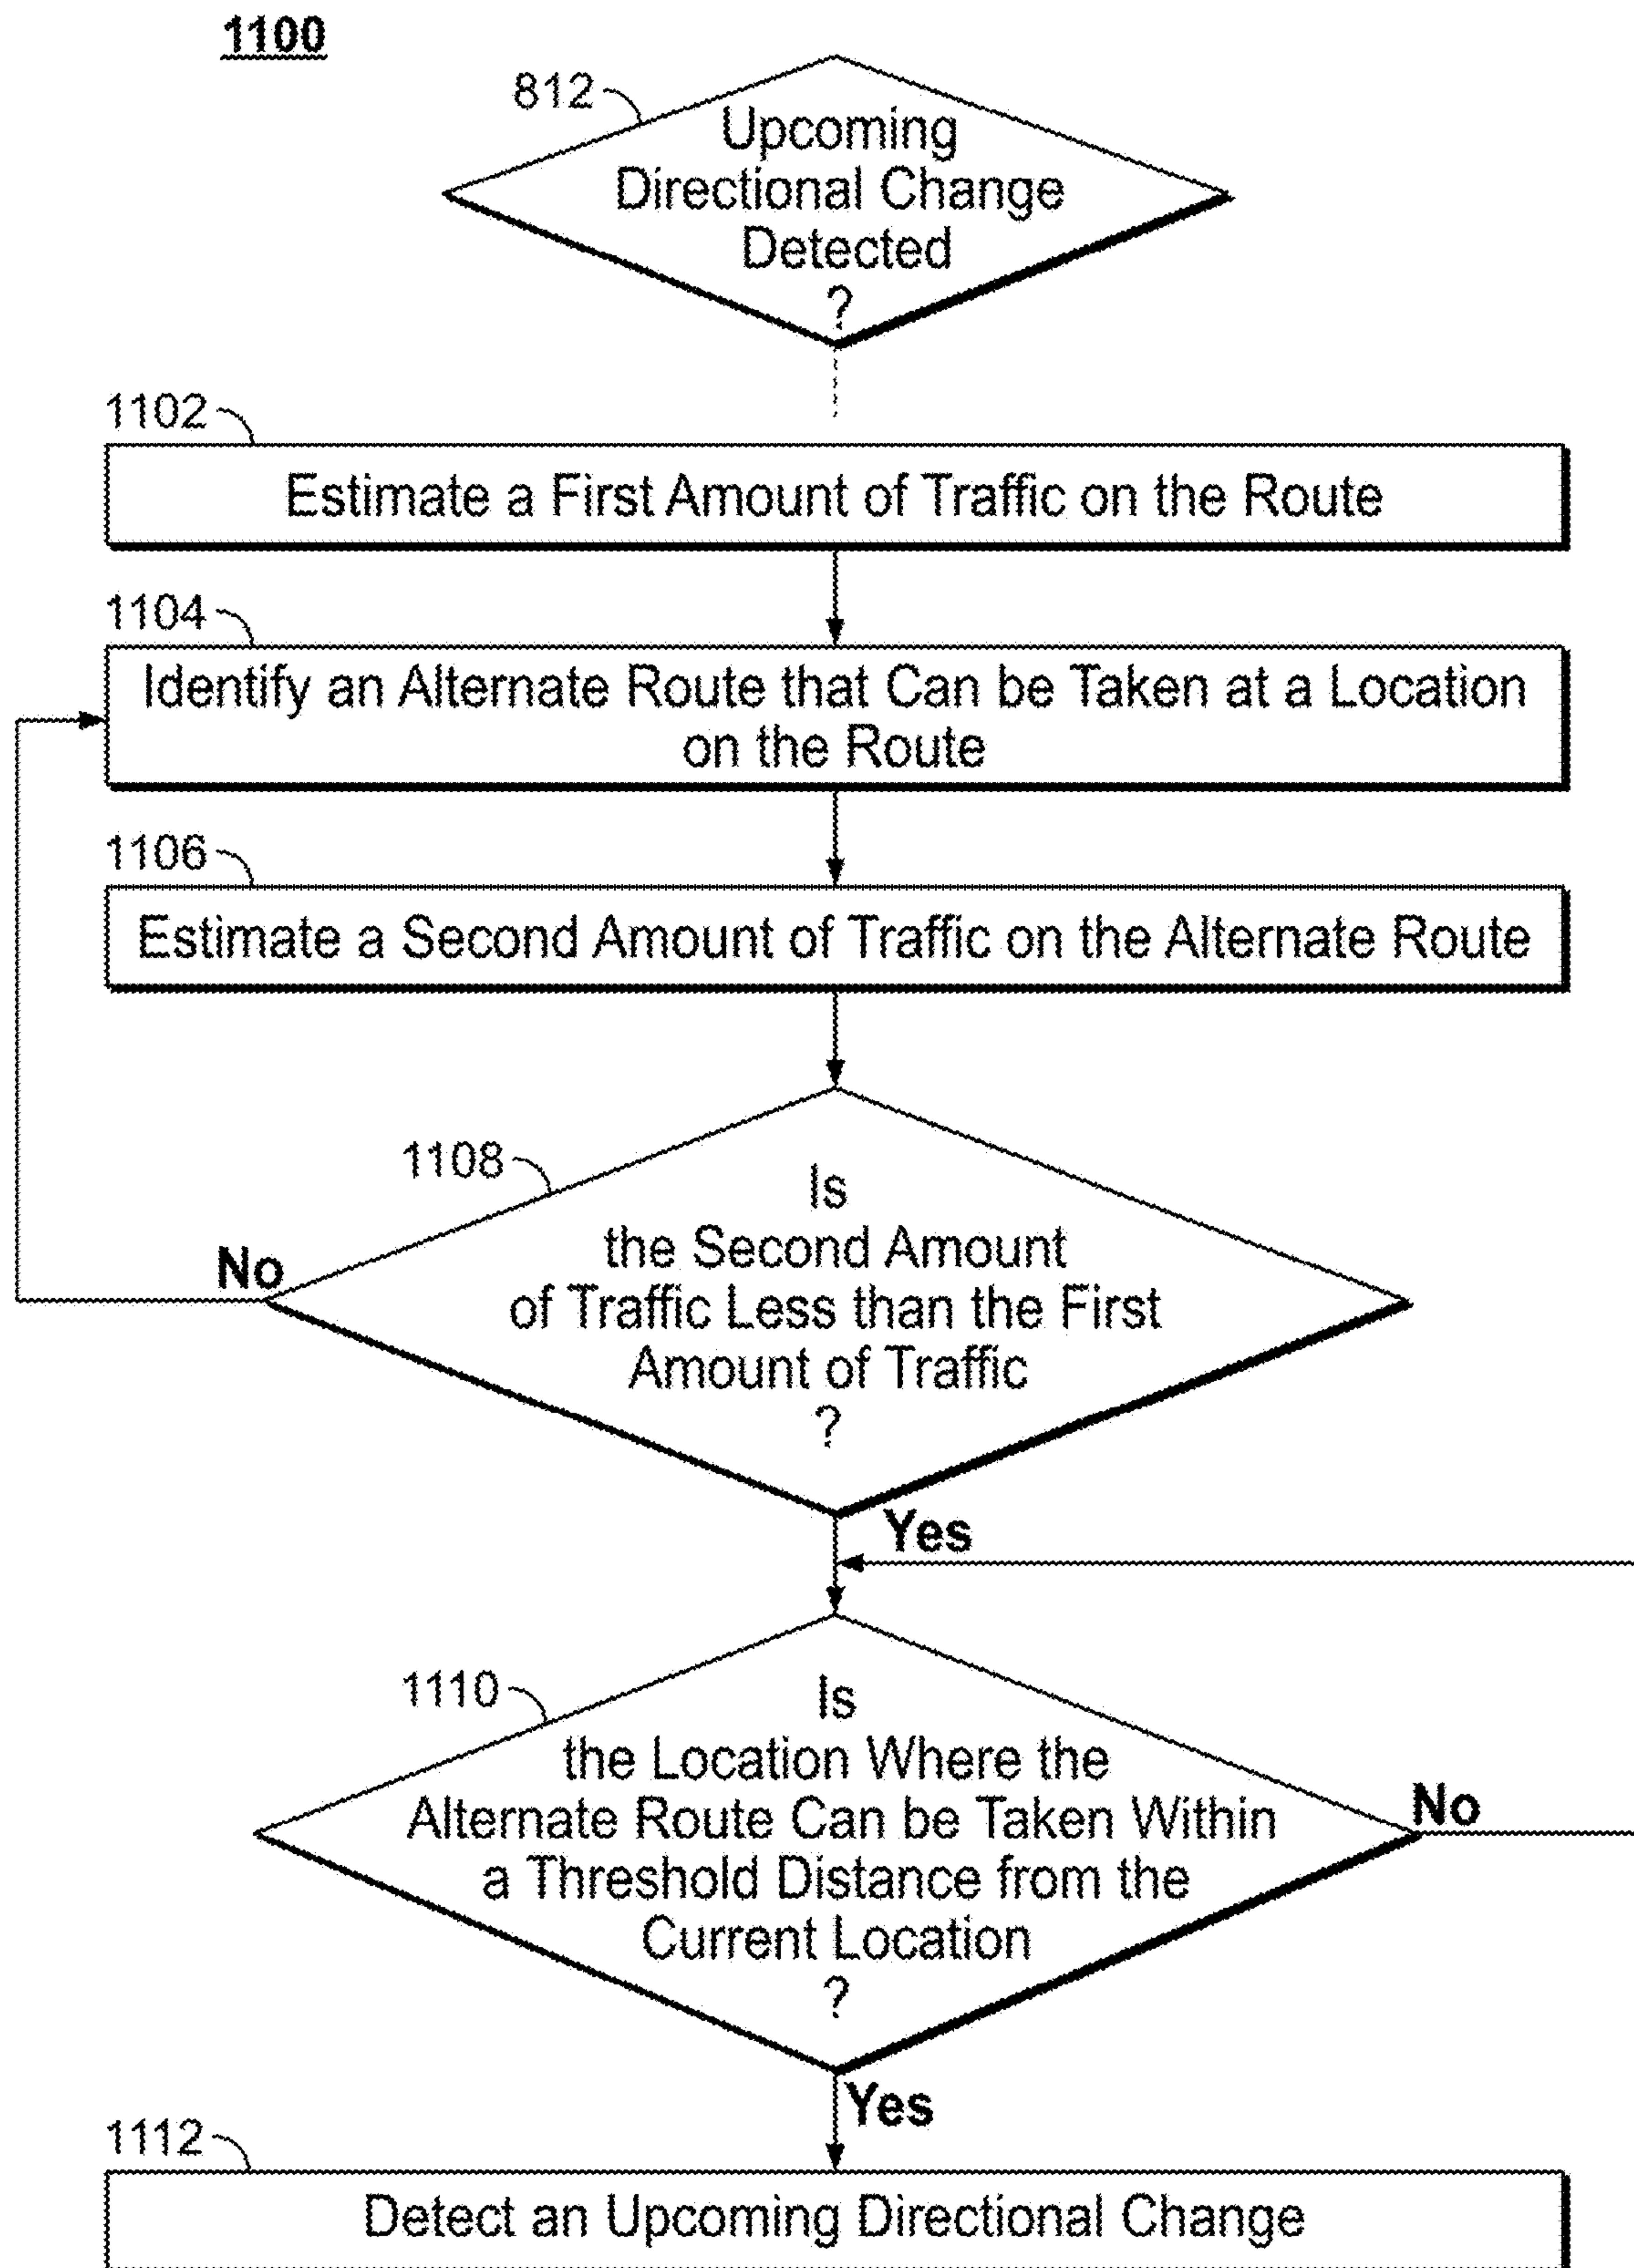 1100
812
Upcoming
Directional Change
Detected
?
1102
Estimate a First Amount of Traffic on the Route
1104
Identify an Alternate Route that Can be Taken at a Location
on the Route
1106
Estimate a Second Amount of Traffic on the Alternate Route
1108
Is
the Second Amount
of Traffic Less than the First
Amount of Traffic
?
No
Yes
1110
Is
the Location Where the
Alternate Route Can be Taken Within
a Threshold Distance from the
Current Location
?
No
Yes
1112
Detect an Upcoming Directional Change